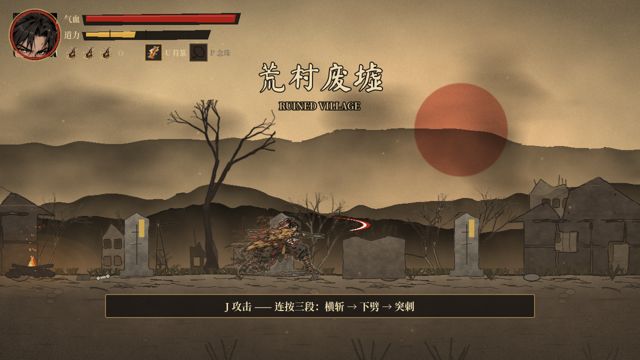 气血
道力
荒村废墟
RUINED VILLAGE
J 攻击 —— 连按三段：横斩 → 下劈 → 突刺